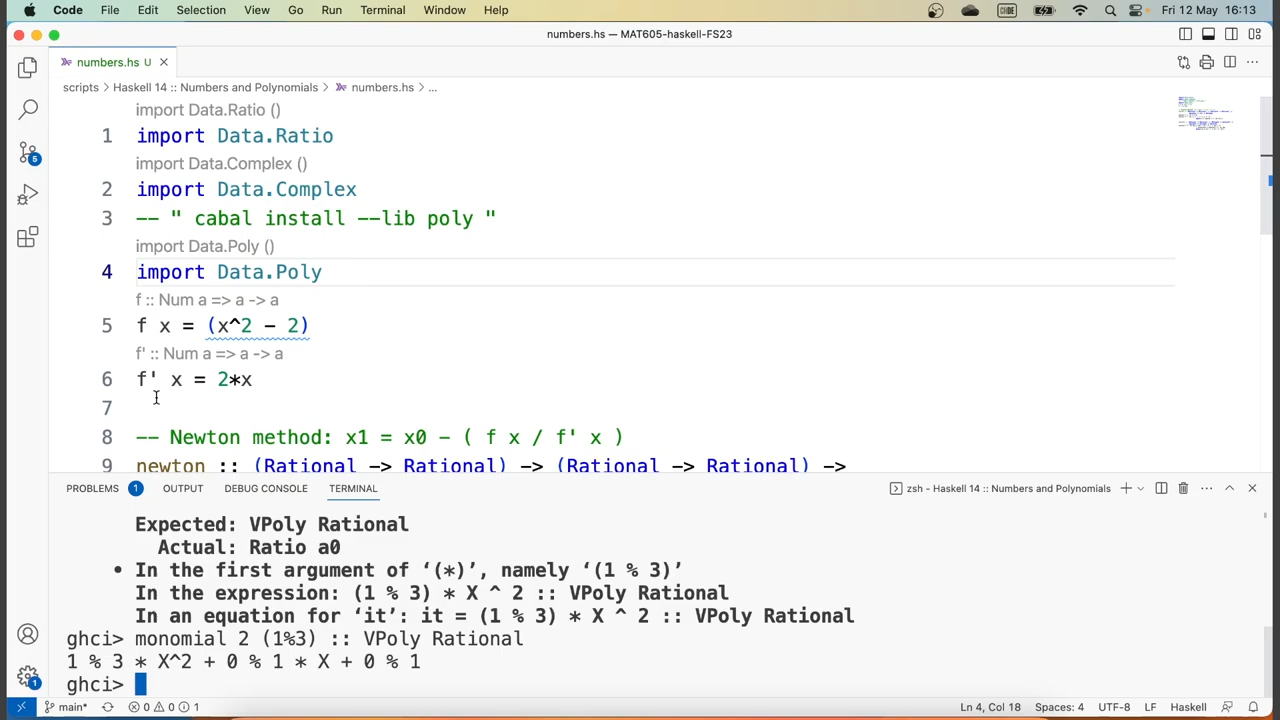 Code File Edit Selection View Go Run Terminal Window Help Fri 12 May 16:13
numbers.hs — MAT605-haskell-FS23
numbers.hs U
scripts > Haskell 14 :: Numbers and Polynomials > numbers.hs > ...
import Data.Ratio ()
1 import Data.Ratio
import Data.Complex ()
2 import Data.Complex
3 -- " cabal install --lib poly "
import Data.Poly ()
4 import Data.Poly
f :: Num a => a -> a
5 f x = (x^2 - 2)
f' :: Num a => a -> a
6 f' x = 2*x
7
8 -- Newton method: x1 = x0 - ( f x / f' x )
9 newton :: (Rational -> Rational) -> (Rational -> Rational) ->
PROBLEMS 1 OUTPUT DEBUG CONSOLE TERMINAL zsh - Haskell 14 :: Numbers and Polynomials
Expected: VPoly Rational
Actual: Ratio a0
• In the first argument of ‘(*)’, namely ‘(1 % 3)’
In the expression: (1 % 3) * X ^ 2 :: VPoly Rational
In an equation for ‘it’: it = (1 % 3) * X ^ 2 :: VPoly Rational
ghci> monomial 2 (1%3) :: VPoly Rational
1 % 3 * X^2 + 0 % 1 * X + 0 % 1
ghci>
5
1
main* 0 0 1 Ln 4, Col 18 Spaces: 4 UTF-8 LF Haskell